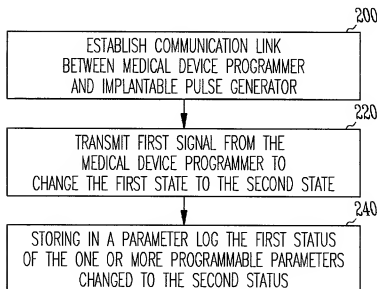 200
ESTABLISH COMMUNICATION LINK
BETWEEN MEDICAL DEVICE PROGRAMMER
AND IMPLANTABLE PULSE GENERATOR
220
TRANSMIT FIRST SIGNAL FROM THE
MEDICAL DEVICE PROGRAMMER TO
CHANGE THE FIRST STATE TO THE SECOND STATE
240
STORING IN A PARAMETER LOG THE FIRST STATUS
OF THE ONE OR MORE PROGRAMMABLE PARAMETERS
CHANGED TO THE SECOND STATUS